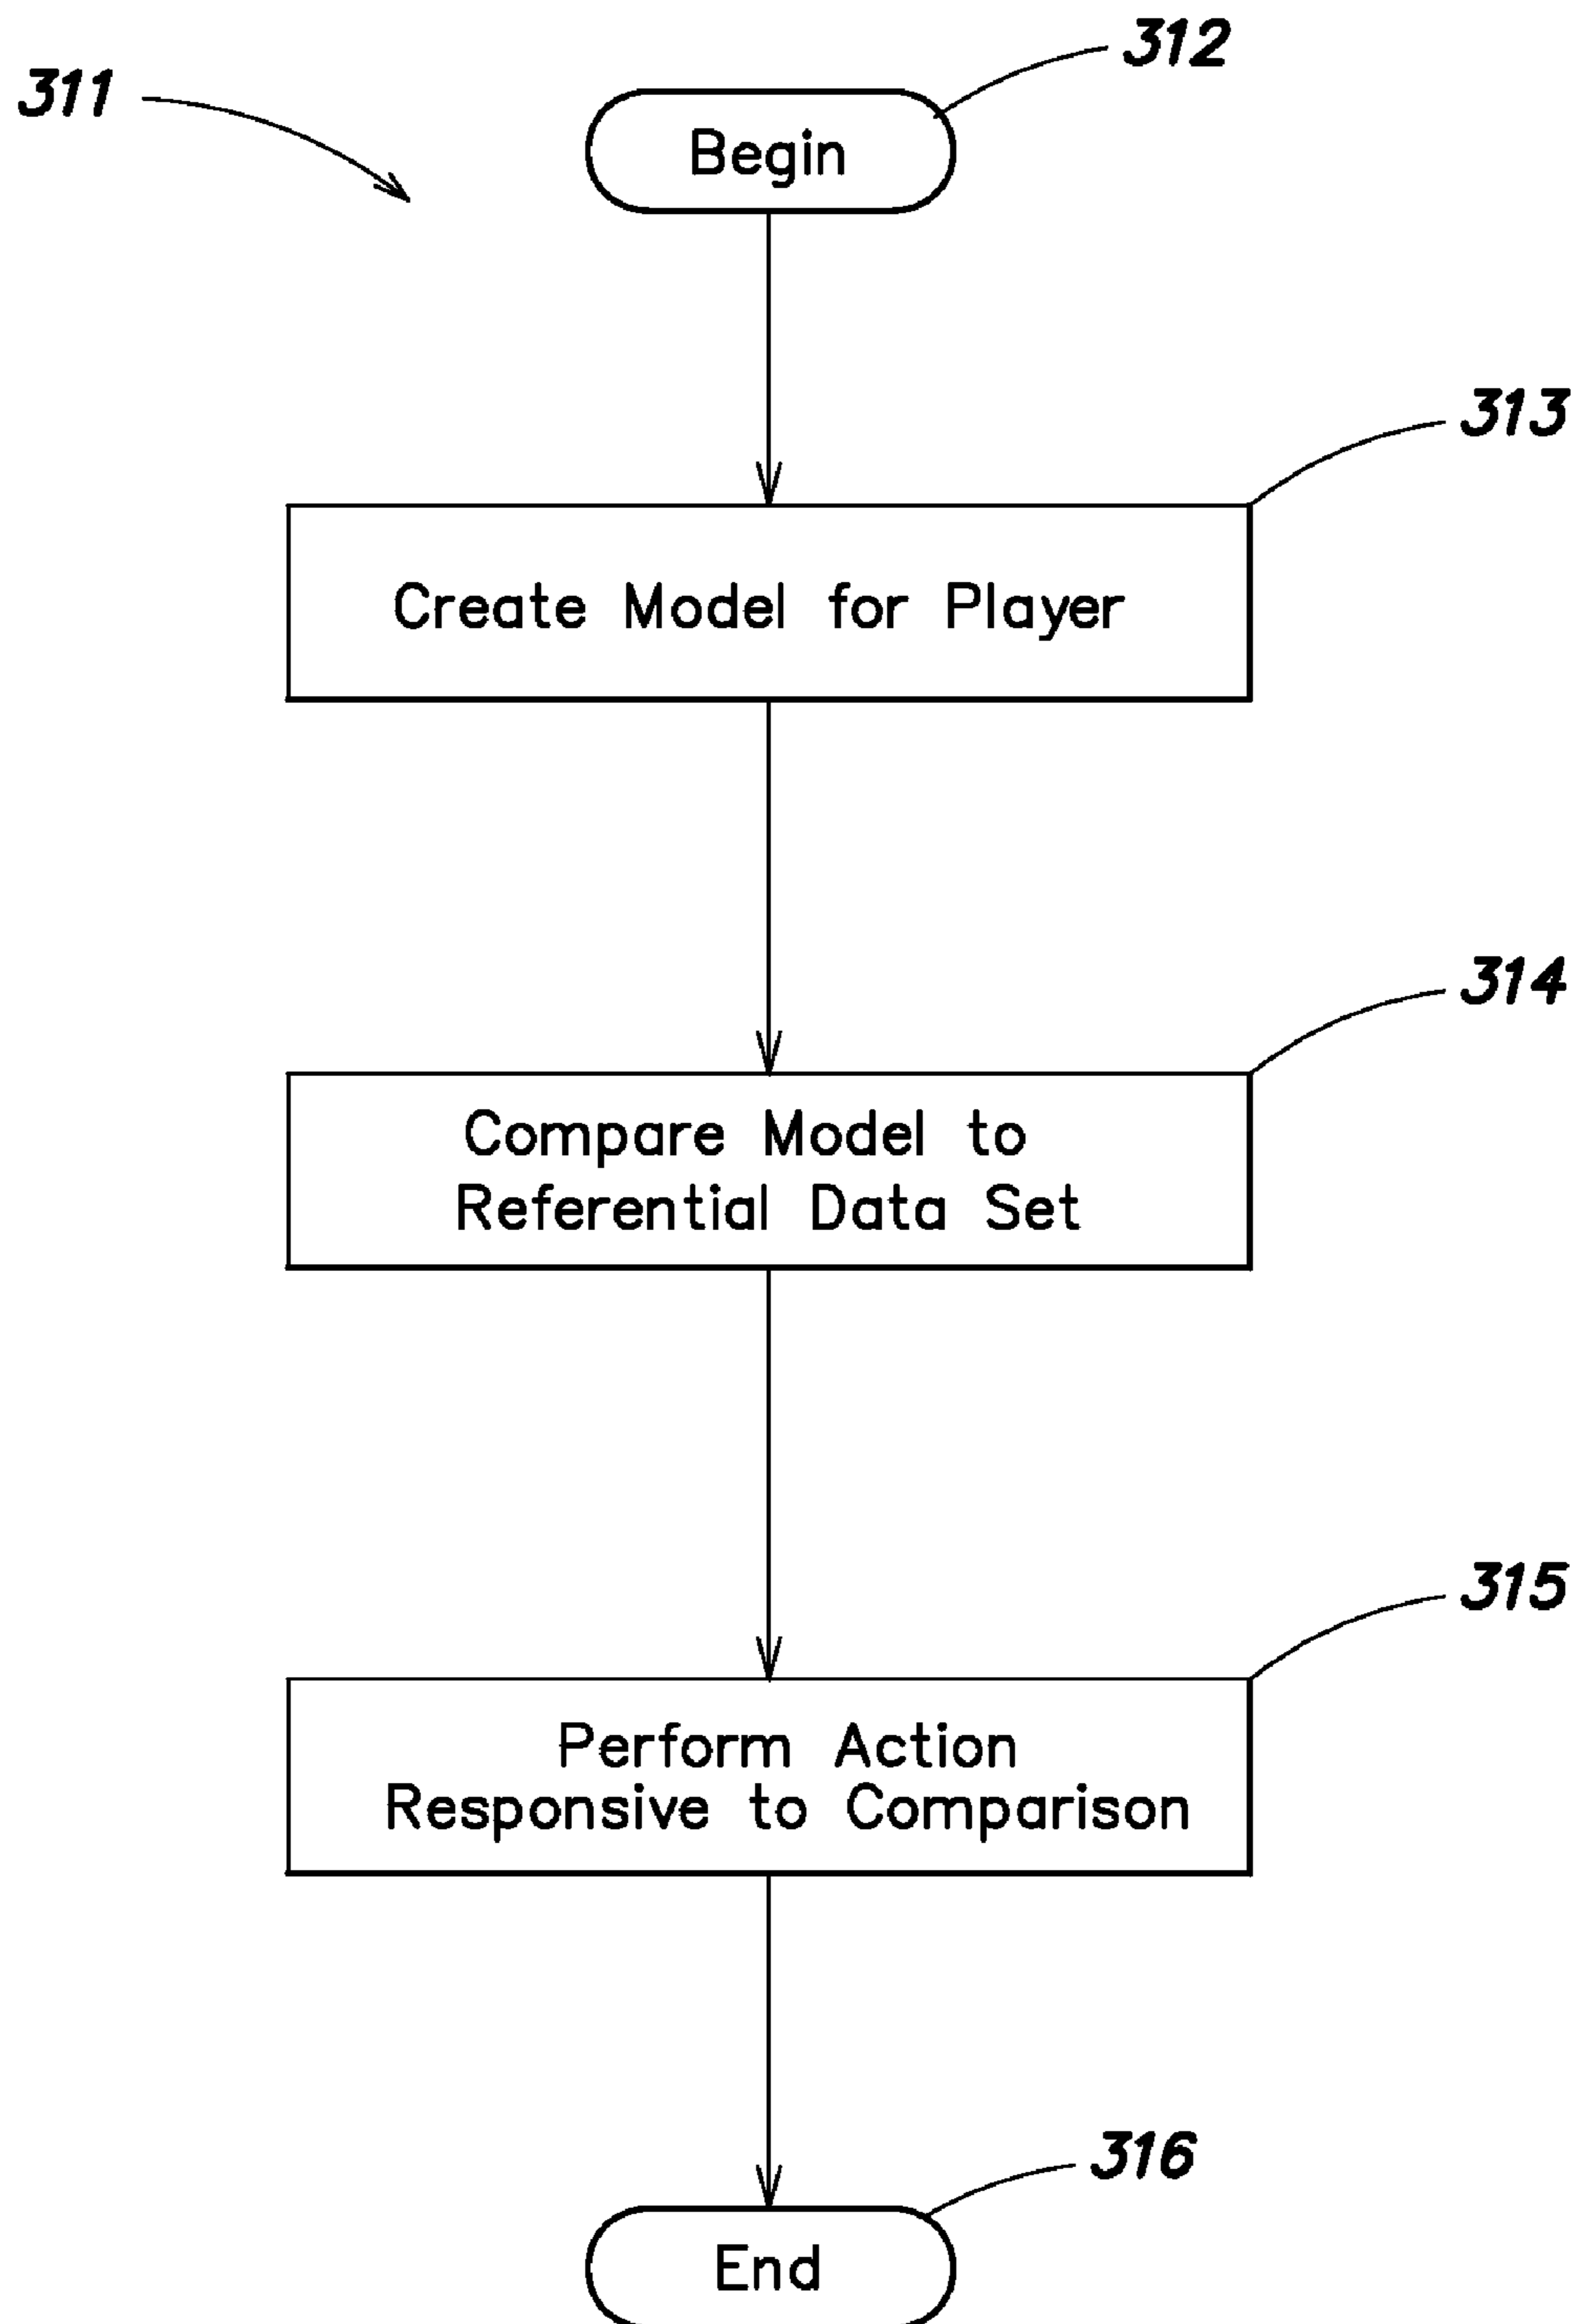 312
311
Begin
313
Create Model for Player
314
Compare Model to
Referential Data Set
315
Perform Action
Responsive to Comparison
316
End